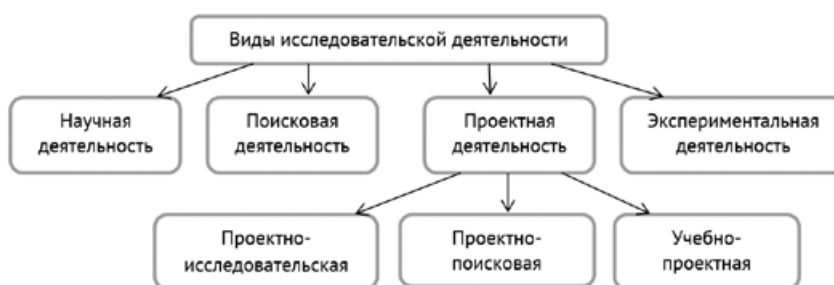 Виды исследовательской деятельности
Научная
деятельность
Поисковая
деятельность
Проектная
деятельность
Экспериментальная
деятельность
Проектно-
исследовательская
Проектно-
поисковая
Учебно-
проектная